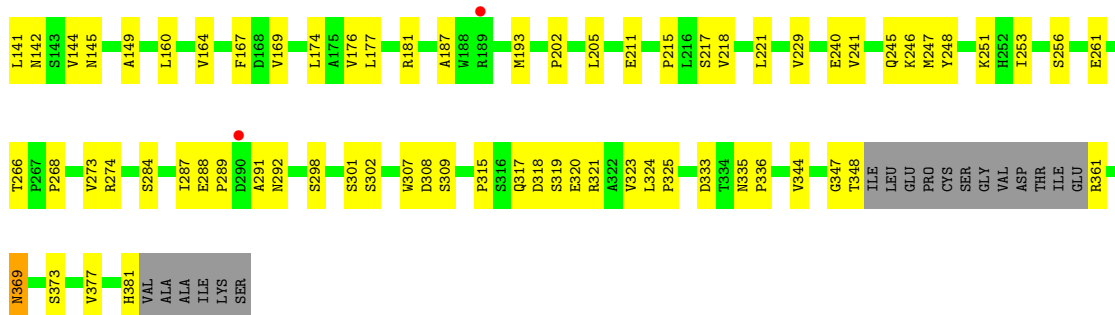 L141 N142 S143 V144 N145 A149 L160 V164 F167 D168 V169 L174 A175 V176 L177 R181 A187 W188 R189 M193 P202 L205 E211 P215 L216 S217 V218 L221 V229 E240 V241 Q245 K246 M247 Y248 K251 H252 I253 S256 E261
T266 P267 P268 V273 R274 S284 I287 E288 P289 D290 A291 N292 S298 S301 S302 W307 D308 S309 P315 S316 Q317 D318 S319 E320 R321 A322 V323 L324 P325 D333 T334 N335 P336 V344 G347 T348 ILE LEU GLU PRO CYS SER GLY VAL ASP THR ILE GLU R361
N369 S373 V377 H381 VAL ALA ALA ILE LYS SER